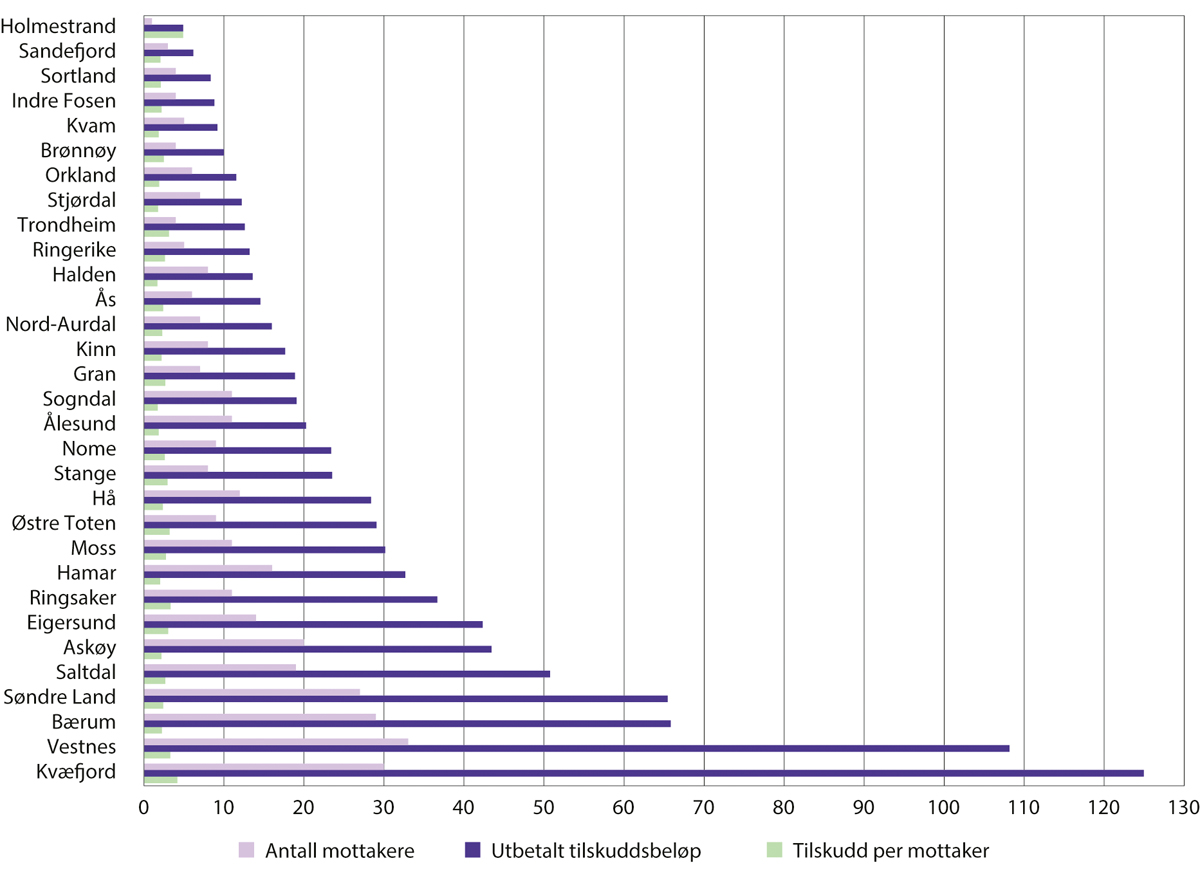 Holmestrand
Sandefjord
Sortland
Indre Fosen
Kvam
Brønnøy
Orkland
Stjørdal
Trondheim
Ringerike
Halden
Ås
Nord-Aurdal
Kinn
Gran
Sogndal
Ålesund
Nome
Stange
Hå
Østre Toten
Moss
Hamar
Ringsaker
Eigersund
Askøy
Saltdal
Søndre Land
Bærum
Vestnes
Kvæfjord
0 10 20 30 40 50 60 70 80 90 100 110 120 130
Antall mottakere Utbetalt tilskuddsbeløp Tilskudd per mottaker